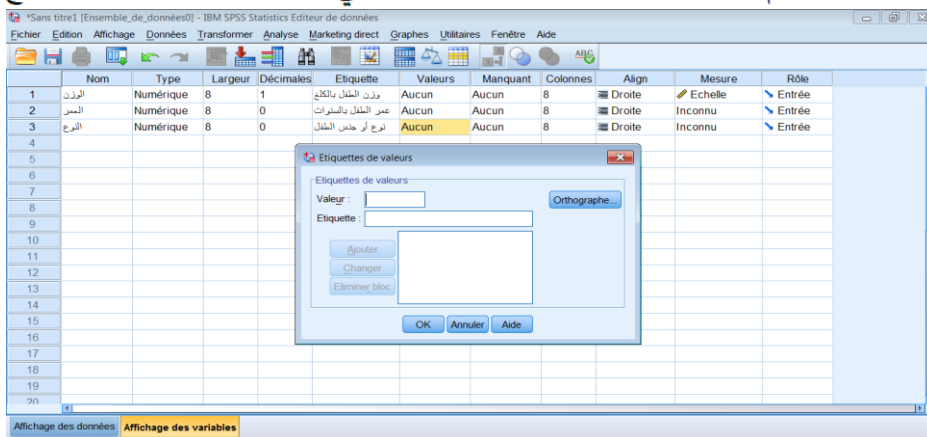 *Sans titre1 [Ensemble_de_données0] - IBM SPSS Statistics Editeur de données
Fichier Edition Affichage Données Transformer Analyse Marketing direct Graphes Utilitaires Fenêtre Aide
Nom Type Largeur Décimales Etiquette Valeurs Manquant Colonnes Align Mesure Rôle
1 الوزن Numérique 8 1 وزن الطفل بالكلغ Aucun Aucun 8 Droite Echelle Entrée
2 العمر Numérique 8 0 عمر الطفل بالسنوات Aucun Aucun 8 Droite Inconnu Entrée
3 النوع Numérique 8 0 نوع أو جنس الطفل Aucun Aucun 8 Droite Inconnu Entrée
4
5
6
7
8
9
10
11
12
13
14
15
16
17
18
19
20
Etiquettes de valeurs
Etiquettes de valeurs
Valeur :
Orthographe...
Etiquette :
Ajouter
Changer
Eliminer bloc
OK Annuler Aide
Affichage des données Affichage des variables